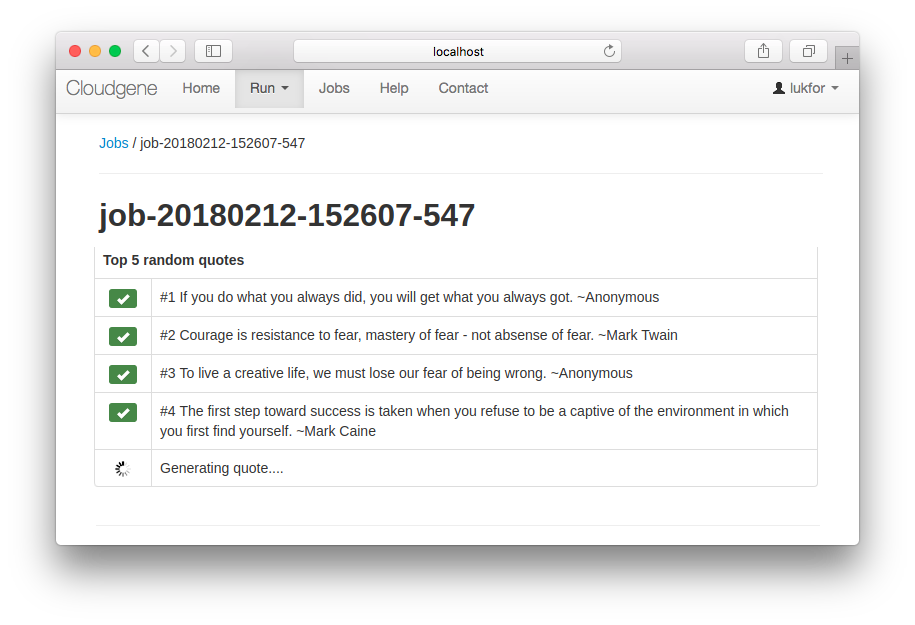 localhost
Cloudgene Home Run Jobs Help Contact lukfor
Jobs / job-20180212-152607-547
job-20180212-152607-547
Top 5 random quotes
#1 If you do what you always did, you will get what you always got. ~Anonymous
#2 Courage is resistance to fear, mastery of fear - not absense of fear. ~Mark Twain
#3 To live a creative life, we must lose our fear of being wrong. ~Anonymous
#4 The first step toward success is taken when you refuse to be a captive of the environment in which
you first find yourself. ~Mark Caine
Generating quote....